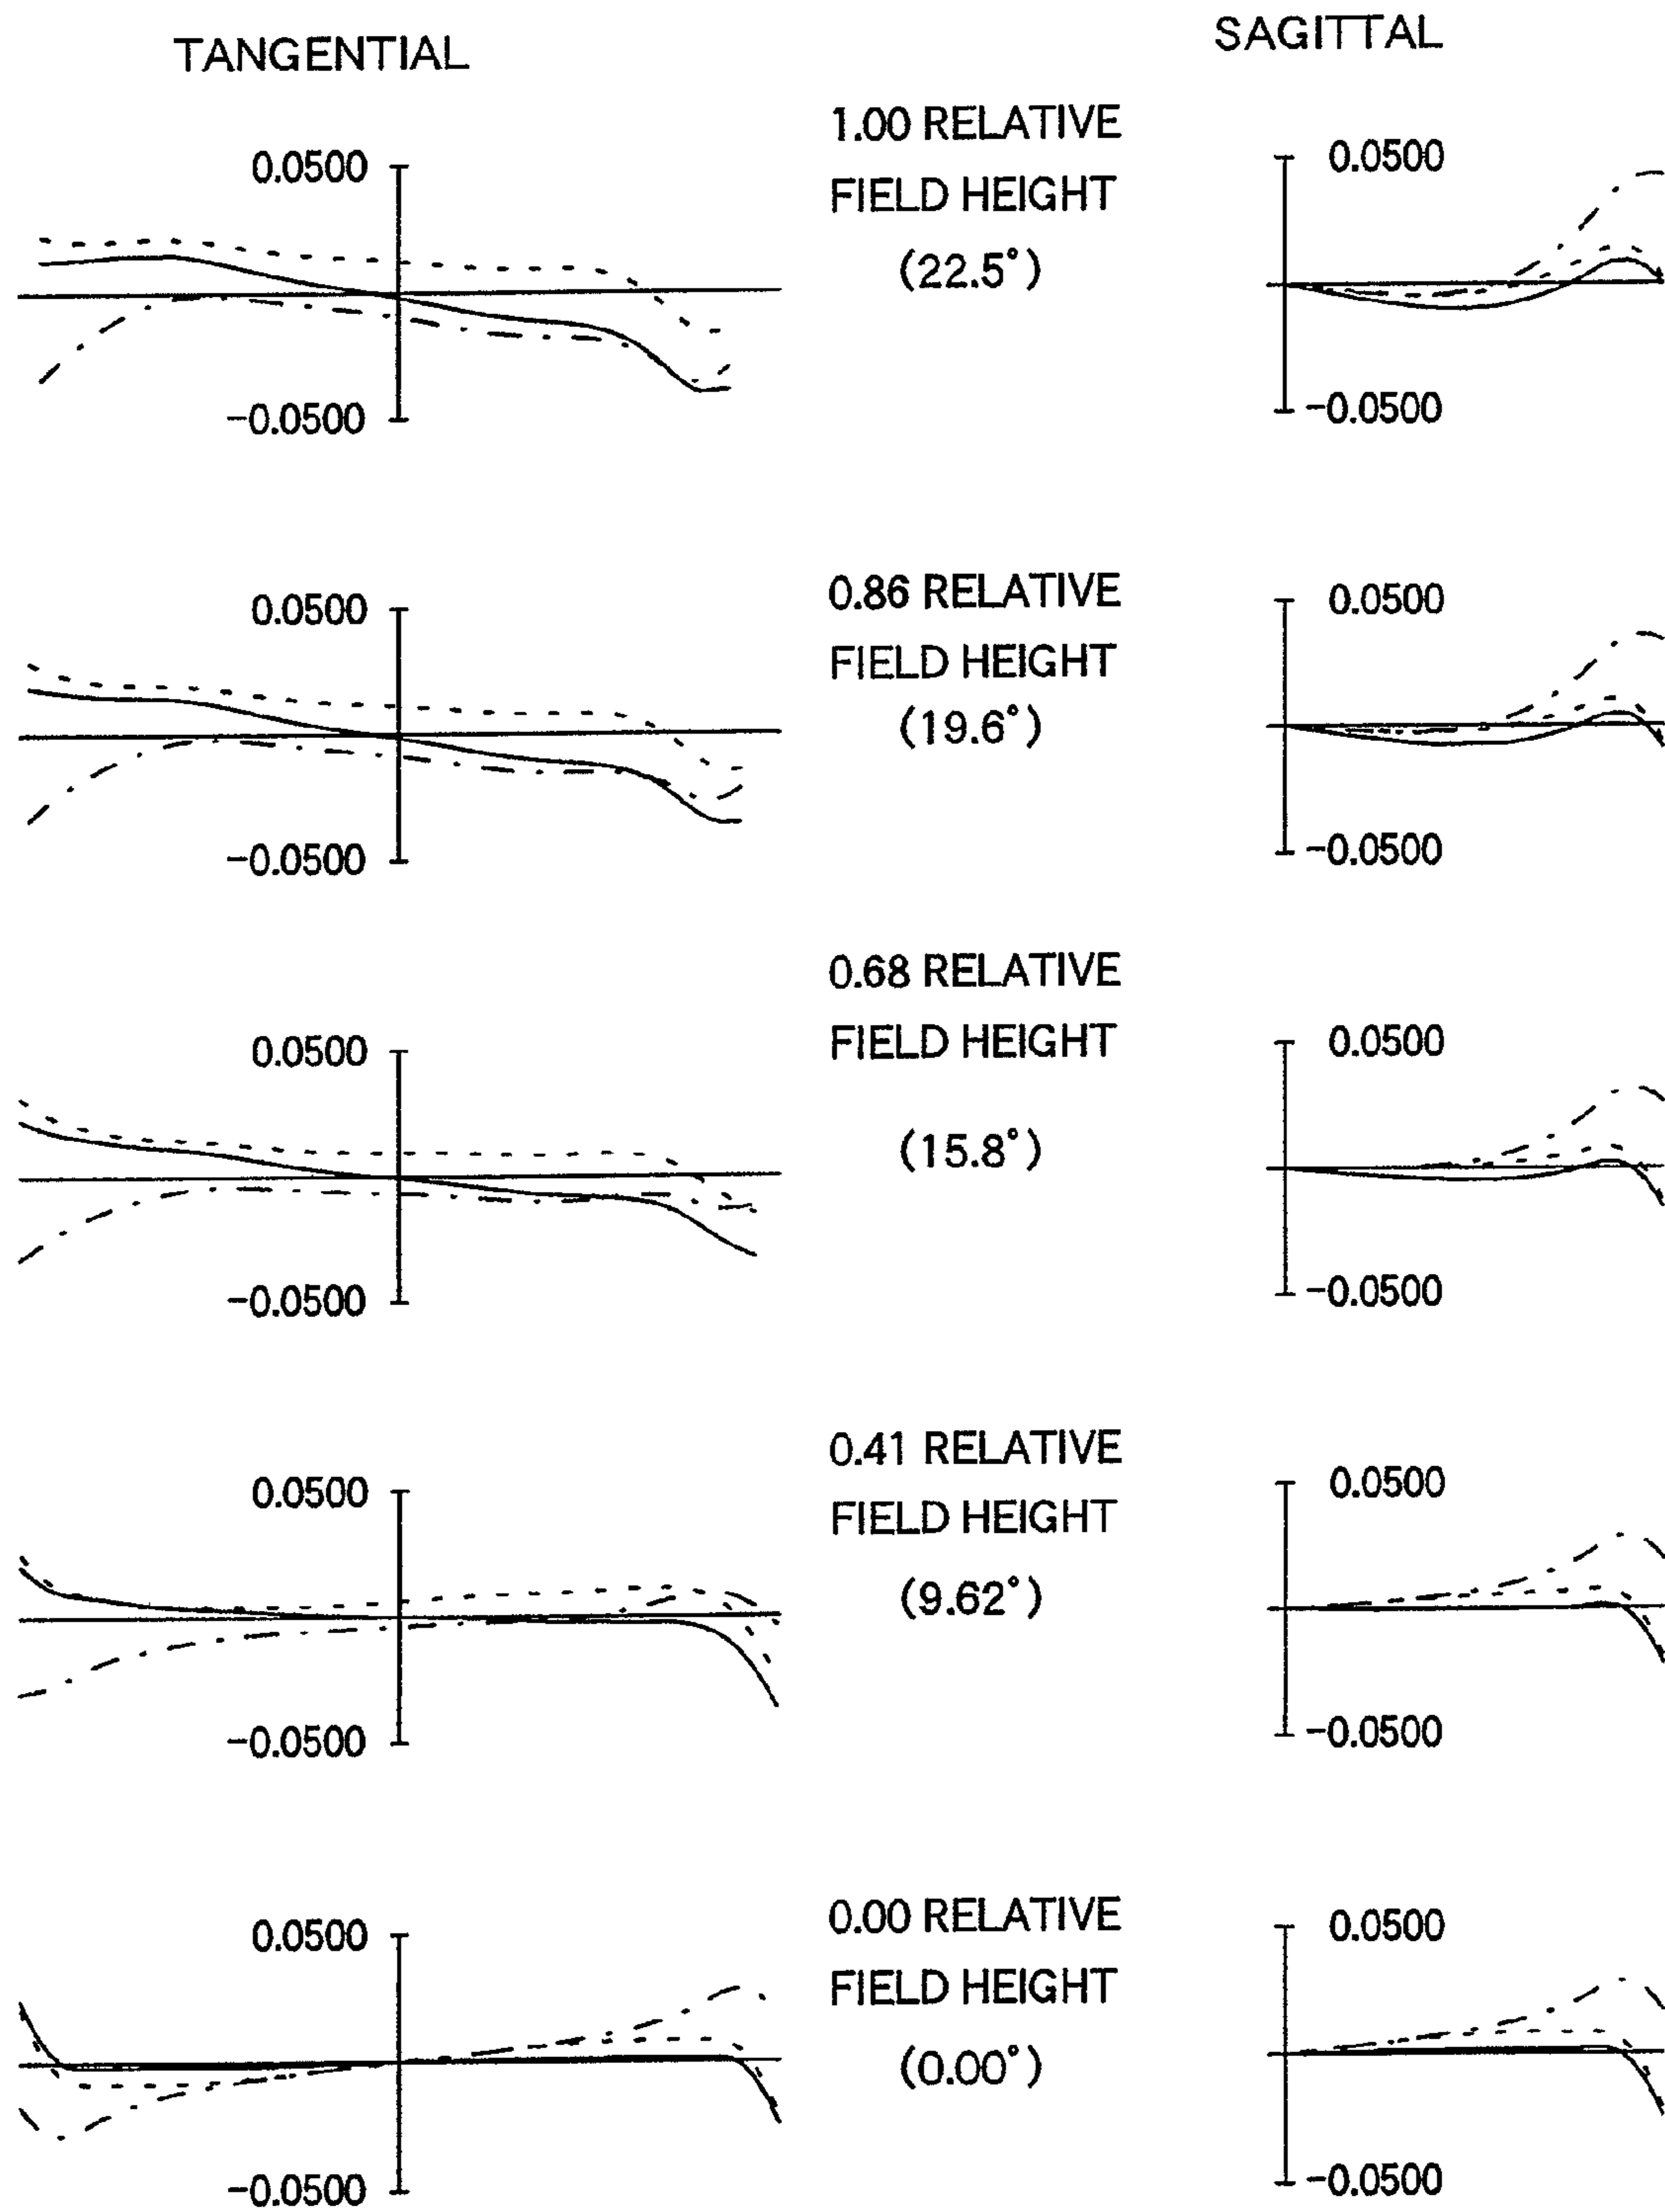 TANGENTIAL
SAGITTAL
1.00 RELATIVE
FIELD HEIGHT
(22.5°)
0.0500
-0.0500
0.0500
-0.0500
0.86 RELATIVE
FIELD HEIGHT
(19.6°)
0.0500
-0.0500
0.0500
-0.0500
0.68 RELATIVE
FIELD HEIGHT
(15.8°)
0.0500
-0.0500
0.0500
-0.0500
0.41 RELATIVE
FIELD HEIGHT
(9.62°)
0.0500
-0.0500
0.0500
-0.0500
0.00 RELATIVE
FIELD HEIGHT
(0.00°)
0.0500
-0.0500
0.0500
-0.0500